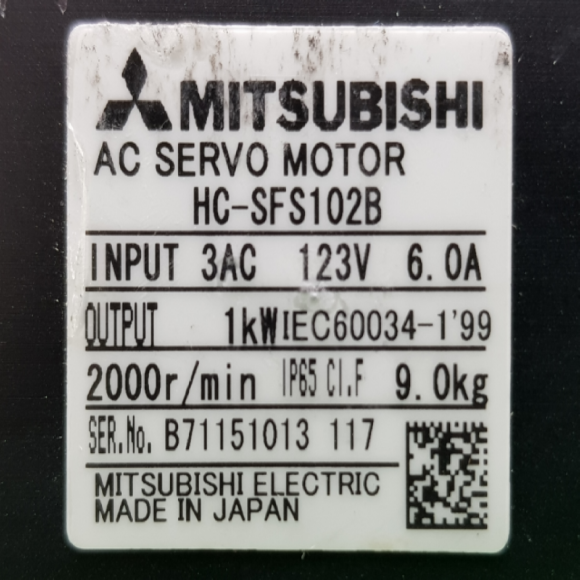 MITSUBISHI
AC SERVO MOTOR
HC-SFS102B
INPUT 3AC 123V 6.0A
OUTPUT 1kW IEC60034-1'99
2000r/min IP65 CI.F 9.0kg
SER.No. B71151013 117
MITSUBISHI ELECTRIC
MADE IN JAPAN